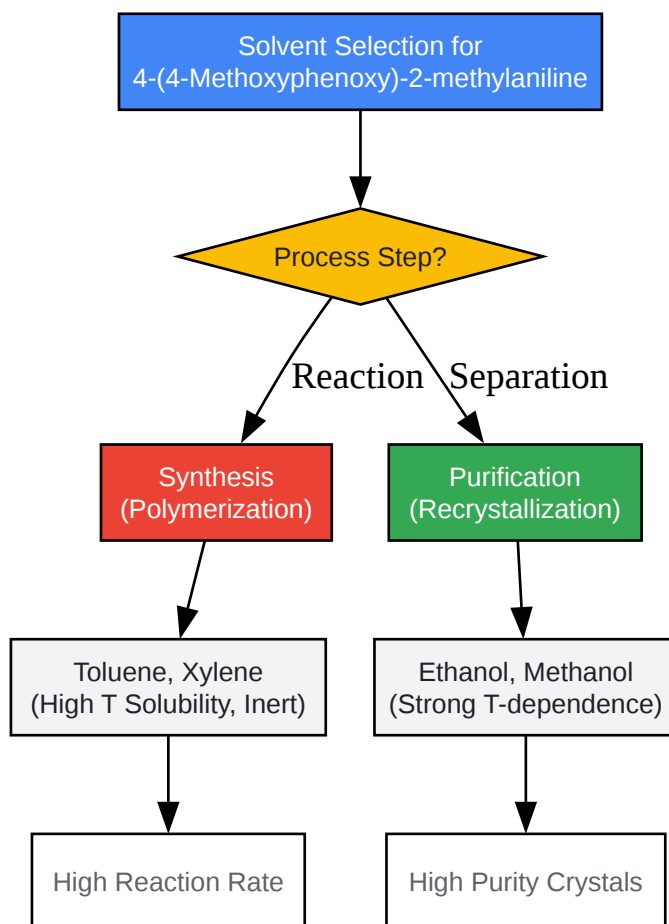 Solvent Selection for
4-(4-Methoxyphenoxy)-2-methylaniline
Process Step?
Reaction
Separation
Synthesis
(Polymerization)
Purification
(Recrystallization)
Toluene, Xylene
(High T Solubility, Inert)
Ethanol, Methanol
(Strong T-dependence)
High Reaction Rate
High Purity Crystals